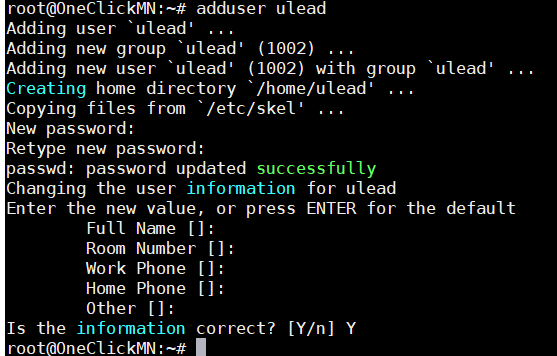 root@OneClickMN:~# adduser ulead
Adding user `ulead' ...
Adding new group `ulead' (1002) ...
Adding new user `ulead' (1002) with group `ulead' ...
Creating home directory `/home/ulead' ...
Copying files from `/etc/skel' ...
New password:
Retype new password:
passwd: password updated successfully
Changing the user information for ulead
Enter the new value, or press ENTER for the default
Full Name []:
Room Number []:
Work Phone []:
Home Phone []:
Other []:
Is the information correct? [Y/n] Y
root@OneClickMN:~#